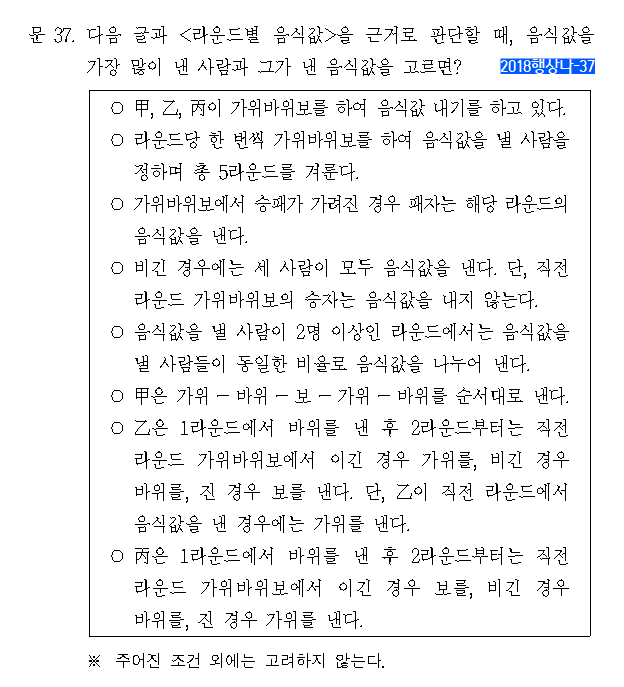 문 37. 다음 글과 <라운드별 음식값>을 근거로 판단할 때, 음식값을
가장 많이 낸 사람과 그가 낸 음식값을 고르면? 2018행상나-37
○ 甲, 乙, 丙이 가위바위보를 하여 음식값 내기를 하고 있다.
○ 라운드당 한 번씩 가위바위보를 하여 음식값을 낼 사람을
정하며 총 5라운드를 겨룬다.
○ 가위바위보에서 승패가 가려진 경우 패자는 해당 라운드의
음식값을 낸다.
○ 비긴 경우에는 세 사람이 모두 음식값을 낸다. 단, 직전
라운드 가위바위보의 승자는 음식값을 내지 않는다.
○ 음식값을 낼 사람이 2명 이상인 라운드에서는 음식값을
낼 사람들이 동일한 비율로 음식값을 나누어 낸다.
○ 甲은 가위－바위－보－가위－바위를 순서대로 낸다.
○ 乙은 1라운드에서 바위를 낸 후 2라운드부터는 직전
라운드 가위바위보에서 이긴 경우 가위를, 비긴 경우
바위를, 진 경우 보를 낸다. 단, 乙이 직전 라운드에서
음식값을 낸 경우에는 가위를 낸다.
○ 丙은 1라운드에서 바위를 낸 후 2라운드부터는 직전
라운드 가위바위보에서 이긴 경우 보를, 비긴 경우
바위를, 진 경우 가위를 낸다.
※ 주어진 조건 외에는 고려하지 않는다.